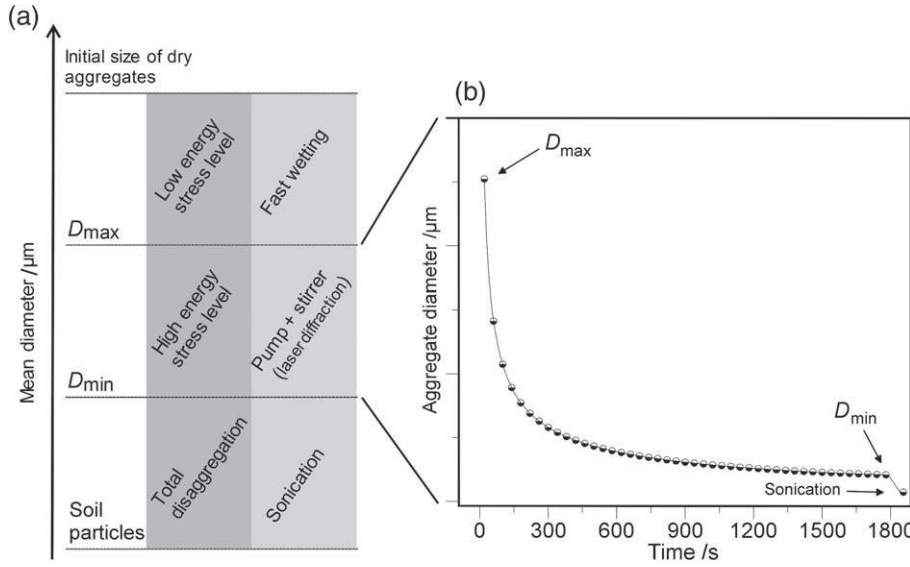 (a)
Mean diameter /μm
Initial size of dry
aggregates
Low energy
stress level
Fast wetting
Dmax
High energy
stress level
Pump + stirrer
(laser diffraction)
Dmin
Total
disaggregation
Sonication
Soil
particles
(b)
Aggregate diameter /μm
Dmax
Dmin
Sonication
0
300
600
900
1200
1500
1800
Time /s